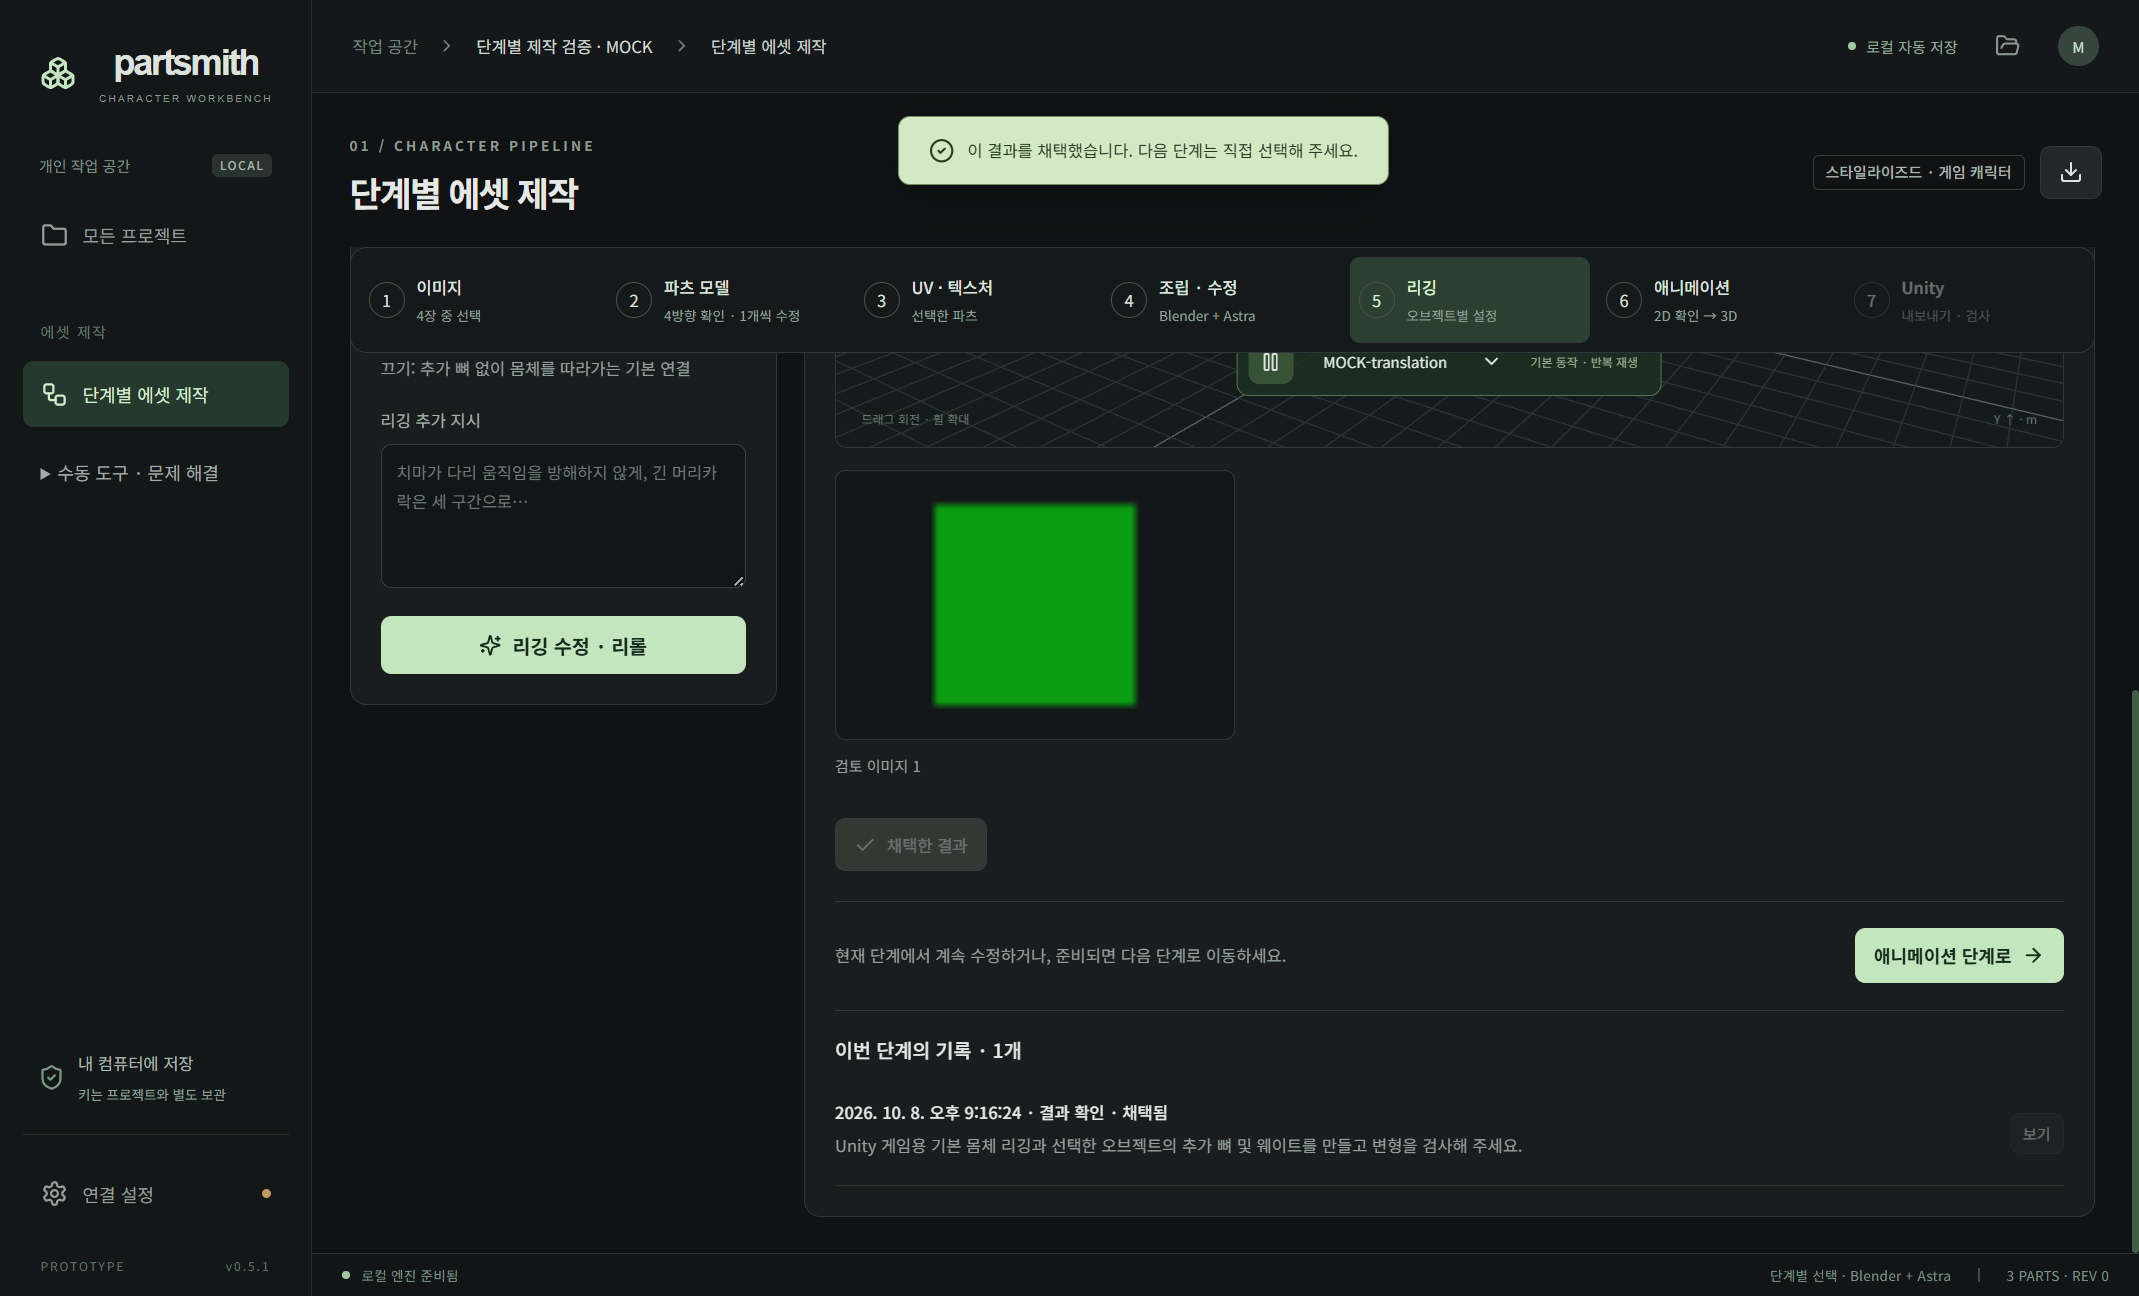 partsmith
CHARACTER WORKBENCH
개인 작업 공간
LOCAL
모든 프로젝트
에셋 제작
단계별 에셋 제작
▶ 수동 도구 · 문제 해결
내 컴퓨터에 저장
키는 프로젝트와 별도 보관
연결 설정
PROTOTYPE
v0.5.1
작업 공간 > 단계별 제작 검증 · MOCK > 단계별 에셋 제작
로컬 자동 저장
M
01 / CHARACTER PIPELINE
단계별 에셋 제작
이 결과를 채택했습니다. 다음 단계는 직접 선택해 주세요.
스타일라이즈드 · 게임 캐릭터
1
이미지
4장 중 선택
2
파츠 모델
4방향 확인 · 1개씩 수정
3
UV · 텍스처
선택한 파츠
4
조립 · 수정
Blender + Astra
5
리깅
오브젝트별 설정
6
애니메이션
2D 확인 → 3D
7
Unity
내보내기 · 검사
끄기: 추가 뼈 없이 몸체를 따라가는 기본 연결
리깅 추가 지시
치마가 다리 움직임을 방해하지 않게, 긴 머리카
락은 세 구간으로…
리깅 수정 · 리롤
MOCK-translation
기본 동작 · 반복 재생
드래그 회전 · 휠 확대
Y ↑ · m
검토 이미지 1
채택한 결과
현재 단계에서 계속 수정하거나, 준비되면 다음 단계로 이동하세요.
애니메이션 단계로 →
이번 단계의 기록 · 1개
2026. 10. 8. 오후 9:16:24 · 결과 확인 · 채택됨
Unity 게임용 기본 몸체 리깅과 선택한 오브젝트의 추가 뼈 및 웨이트를 만들고 변형을 검사해 주세요.
보기
로컬 엔진 준비됨
단계별 선택 · Blender + Astra | 3 PARTS · REV 0